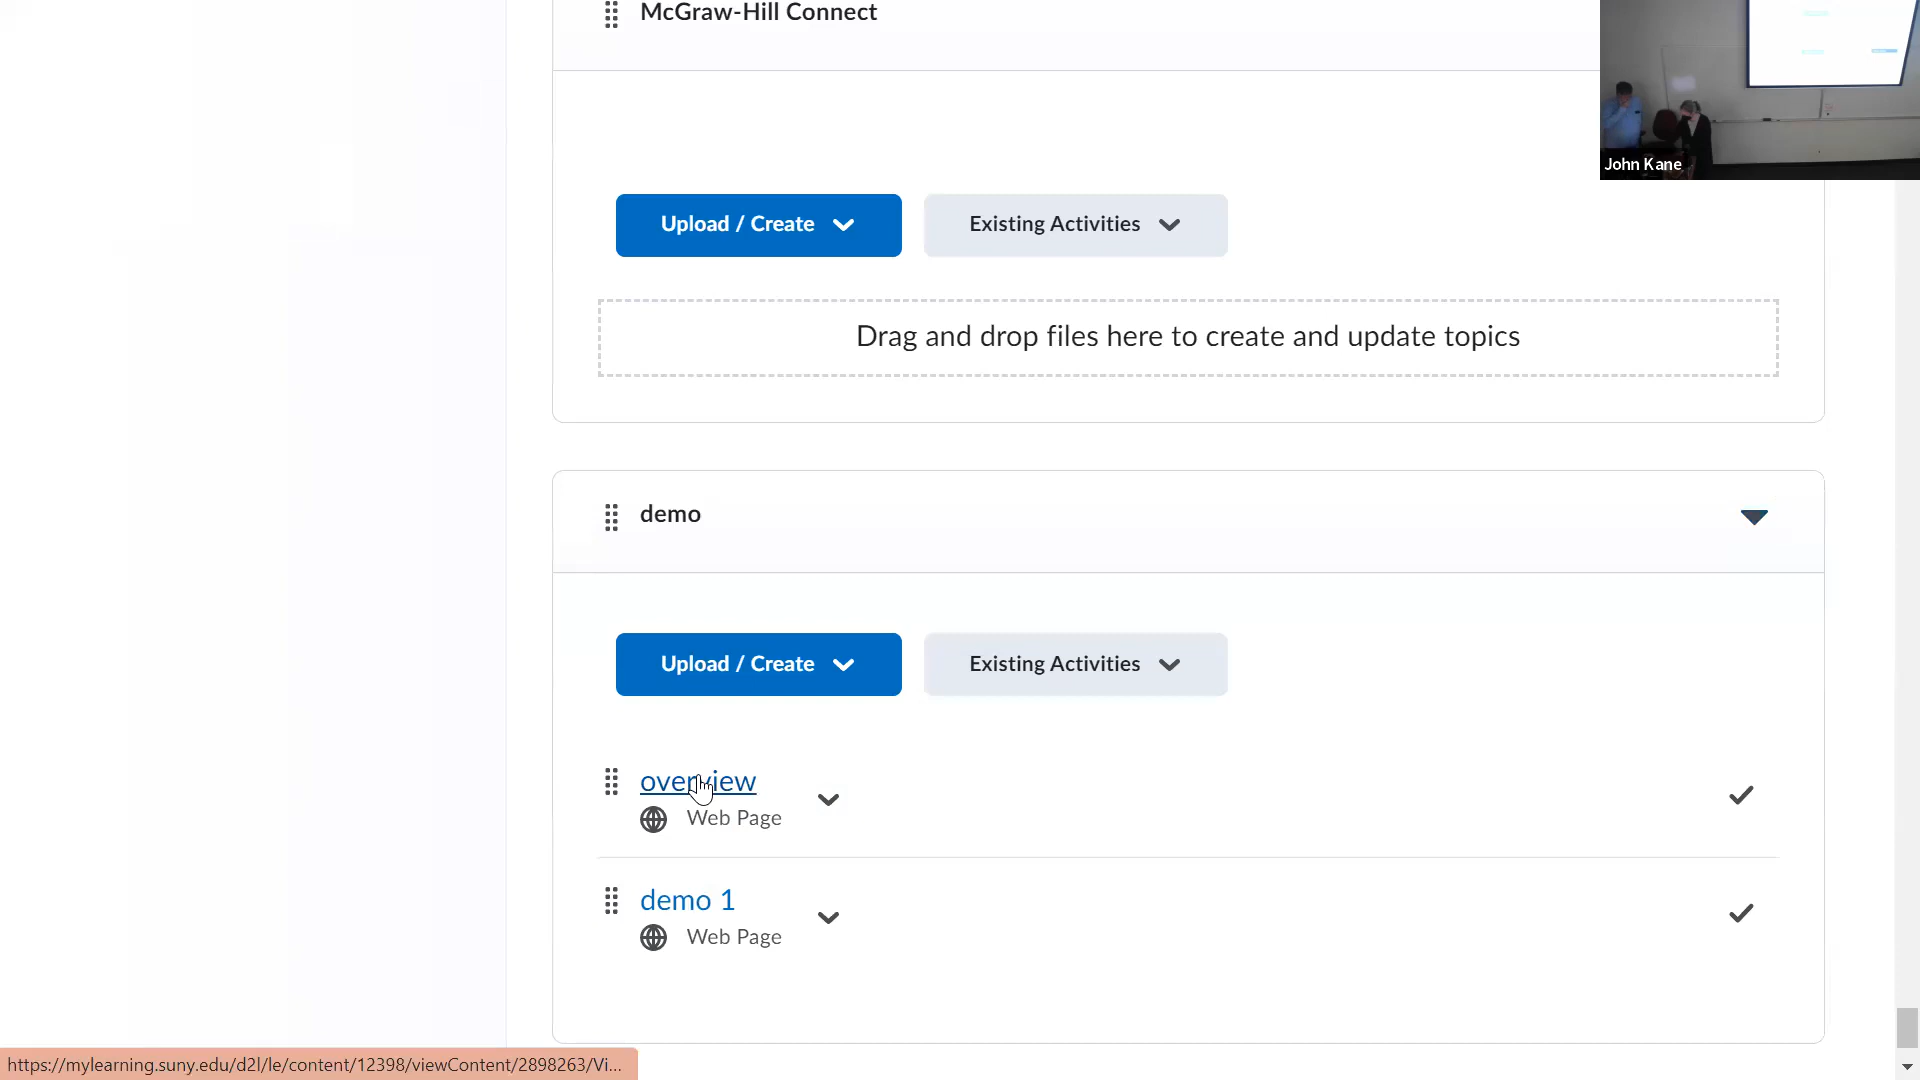 McGraw-Hill Connect
John Kane
Upload / Create
Existing Activities
Drag and drop files here to create and update topics
demo
Upload / Create
Existing Activities
overview
Web Page
demo 1
Web Page
https://mylearning.suny.edu/d2l/le/content/12398/viewContent/2898263/Vi...